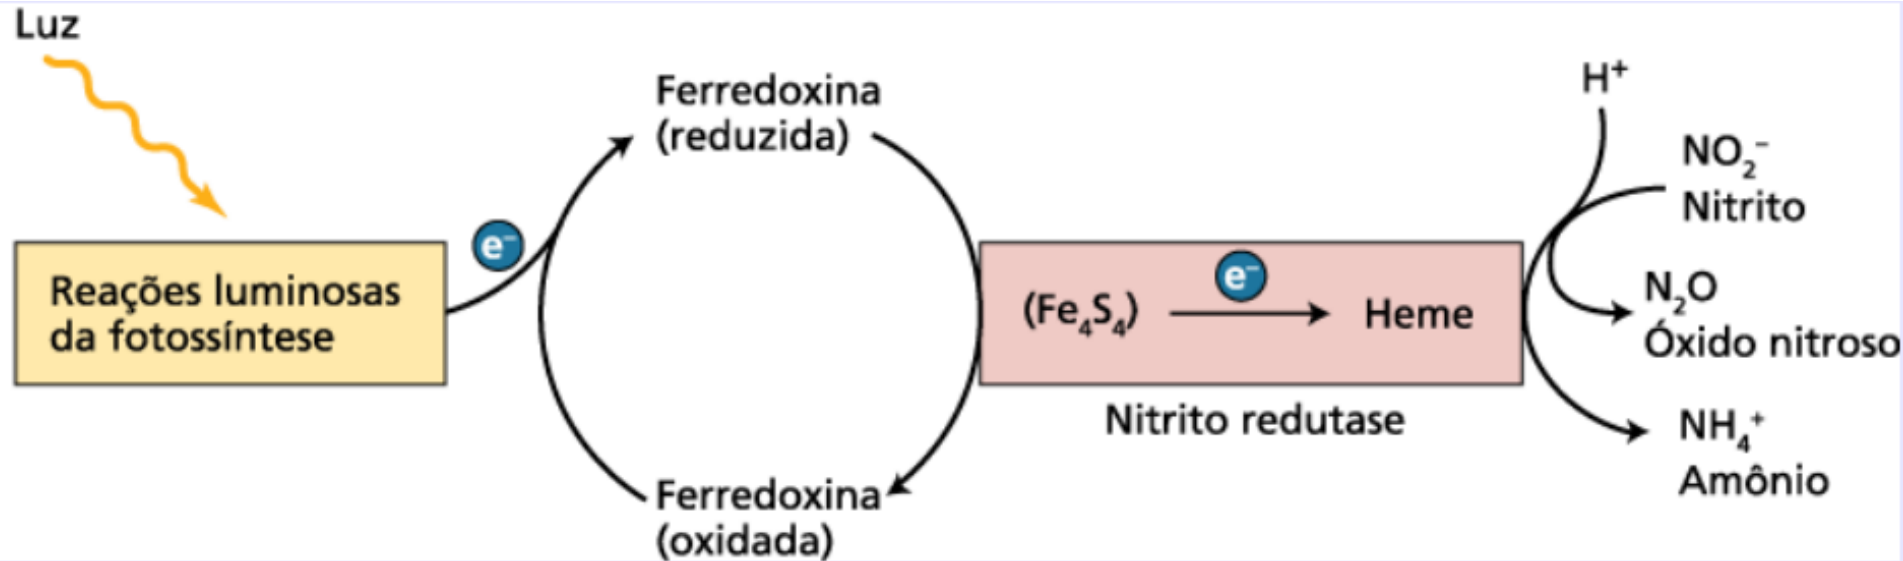 Luz
Reações luminosas
da fotossíntese
e⁻
Ferredoxina
(reduzida)
Ferredoxina
(oxidada)
(Fe₄S₄)
e⁻
Heme
Nitrito redutase
H⁺
NO₂⁻
Nitrito
N₂O
Óxido nitroso
NH₄⁺
Amônio